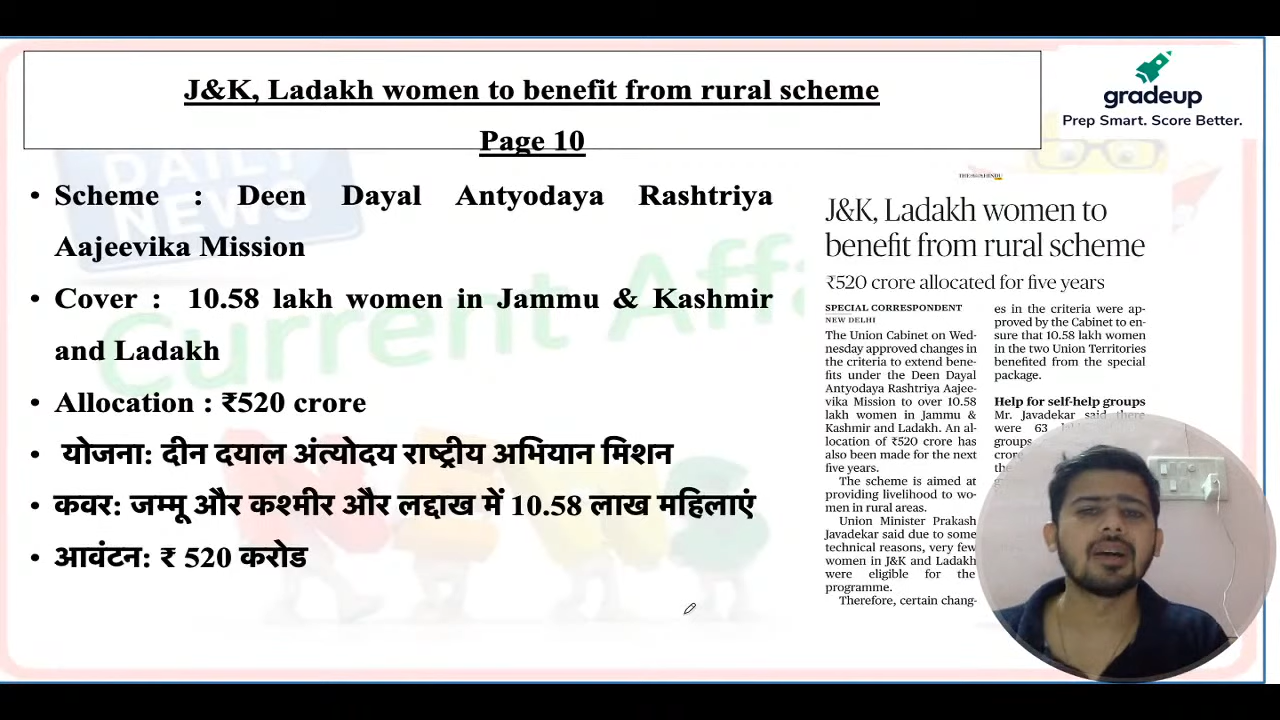 J&K, Ladakh women to benefit from rural scheme
Page 10
gradeup
Prep Smart. Score Better.
• Scheme : Deen Dayal Antyodaya Rashtriya
Aajeevika Mission
• Cover : 10.58 lakh women in Jammu & Kashmir
and Ladakh
• Allocation : ₹520 crore
• योजना: दीन दयाल अंत्योदय राष्ट्रीय अभियान मिशन
• कवर: जम्मू और कश्मीर और लद्दाख में 10.58 लाख महिलाएं
• आवंटन: ₹ 520 करोड
DAILY
NEWS
Current Affa
THE HINDU
J&K, Ladakh women to
benefit from rural scheme
₹520 crore allocated for five years
SPECIAL CORRESPONDENT
NEW DELHI
The Union Cabinet on Wed-
nesday approved changes in
the criteria to extend bene-
fits under the Deen Dayal
Antyodaya Rashtriya Aajee-
vika Mission to over 10.58
lakh women in Jammu &
Kashmir and Ladakh. An al-
location of ₹520 crore has
also been made for the next
five years.
The scheme is aimed at
providing livelihood to wo-
men in rural areas.
Union Minister Prakash
Javadekar said due to some
technical reasons, very few
women in J&K and Ladakh
were eligible for the
programme.
Therefore, certain chang-
es in the criteria were ap-
proved by the Cabinet to en-
sure that 10.58 lakh women
in the two Union Territories
benefited from the special
package.
Help for self-help groups
Mr. Javadekar said there
were 63
groups
cror
the